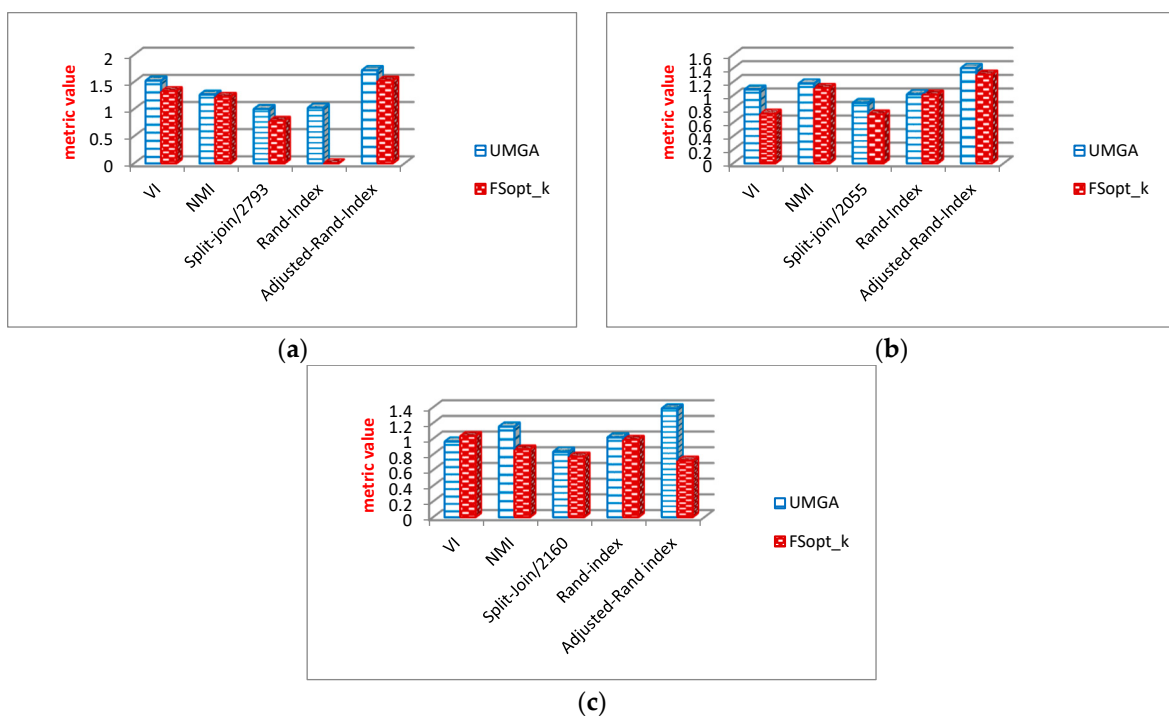 metric value
2
1.5
1
0.5
0
VI
NMI
Split-join/2793
Rand-Index
Adjusted-Rand-Index
UMGA
FSopt_k
(a)
metric value
1.6
1.4
1.2
1
0.8
0.6
0.4
0.2
0
VI
NMI
Split-join/2055
Rand-Index
Adjusted-Rand-Index
UMGA
FSopt_k
(b)
metric value
1.4
1.2
1
0.8
0.6
0.4
0.2
0
VI
NMI
Split-Join/2160
Rand-index
Adjusted-Rand index
UMGA
FSopt_k
(c)